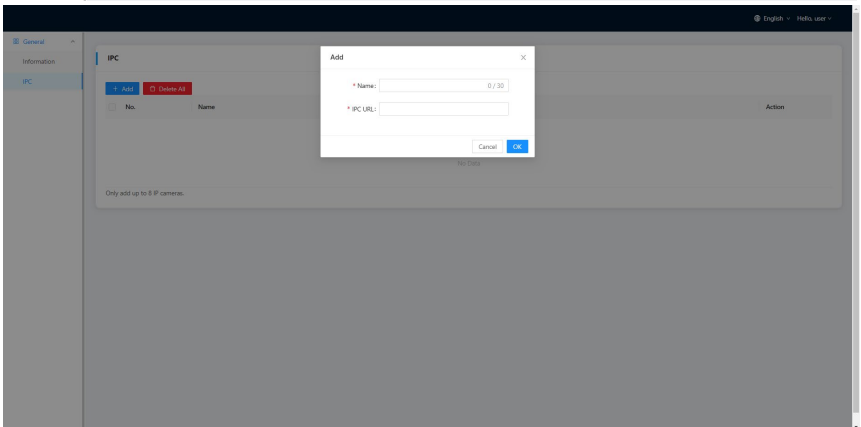 English Hello, user
General
Information
IPC
IPC
+ Add Delete All
No. Name Action
No Data
Only add up to 8 IP cameras.
Add
* Name: 0 / 30
* IPC URL:
Cancel OK